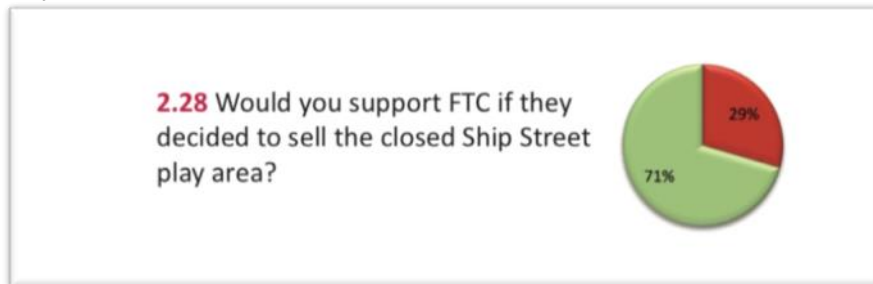 2.28 Would you support FTC if they
decided to sell the closed Ship Street
play area?
29%
71%